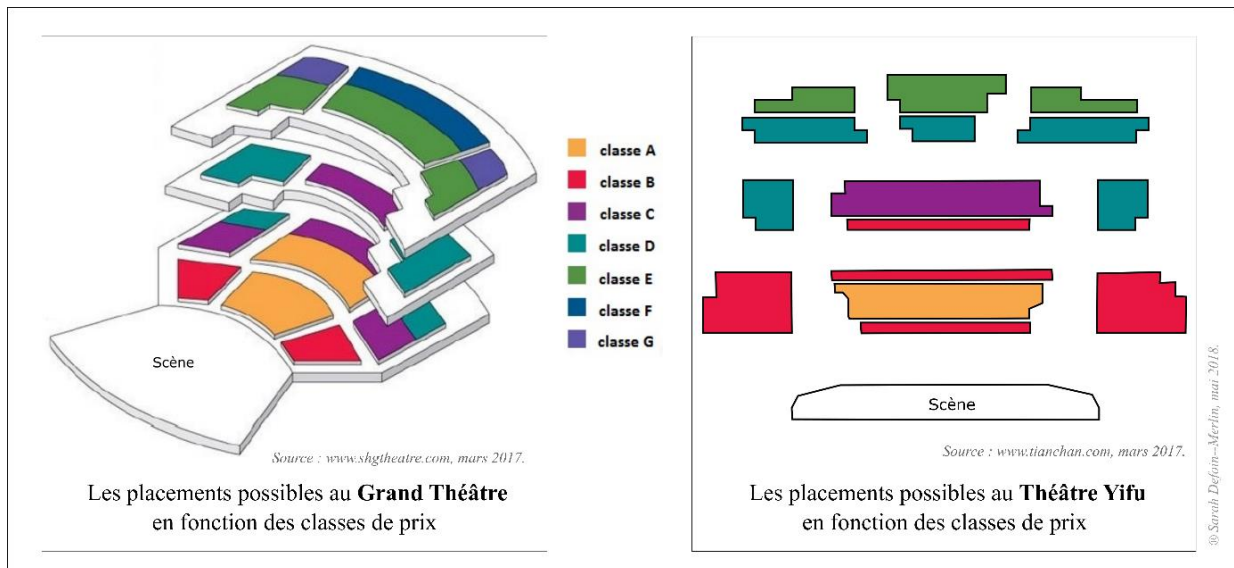 Scène
Source : www.shgtheatre.com, mars 2017.
Les placements possibles au Grand Théâtre
en fonction des classes de prix
classe A
classe B
classe C
classe D
classe E
classe F
classe G
Scène
Source : www.tianchan.com, mars 2017.
Les placements possibles au Théâtre Yifu
en fonction des classes de prix
© Sarah Defoin--Merlin, mai 2018.